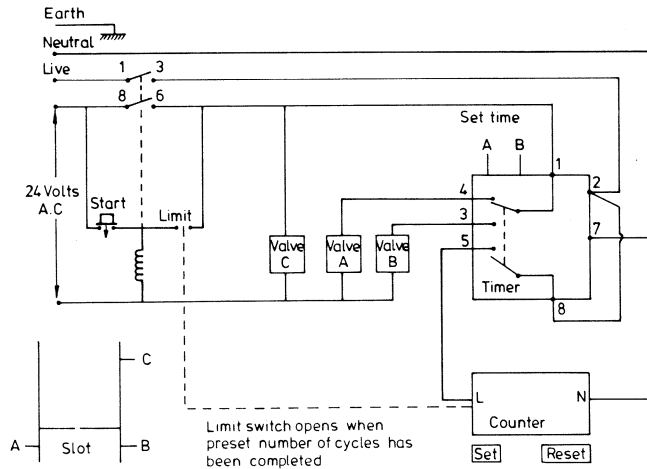 Earth
Neutral
Live
1 3
8 6
Set time
A B
1
2
24 Volts
A.C
Start
Limit
4
3
7
5
Valve
C
Valve
A
Valve
B
Timer
8
C
A
Slot
B
L N
Counter
Limit switch opens when
preset number of cycles has
been completed
Set
Reset